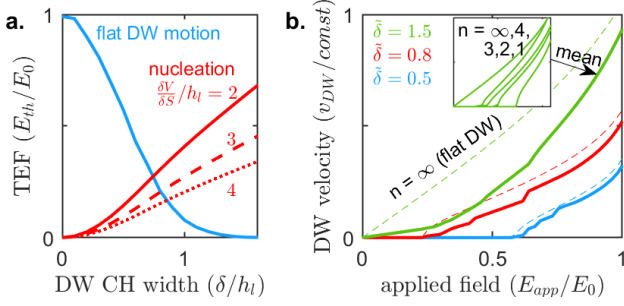 a.
TEF (E_th/E_0)
1
0
flat DW motion
nucleation
δV/δS /h_l = 2
3
4
0
1
DW CH width (δ/h_l)
b.
DW velocity (v_DW/const)
1
0
δ̃ = 1.5
δ̃ = 0.8
δ̃ = 0.5
n = ∞,4,
3,2,1
mean
n = ∞ (flat DW)
0
0.5
1
applied field (E_app/E_0)